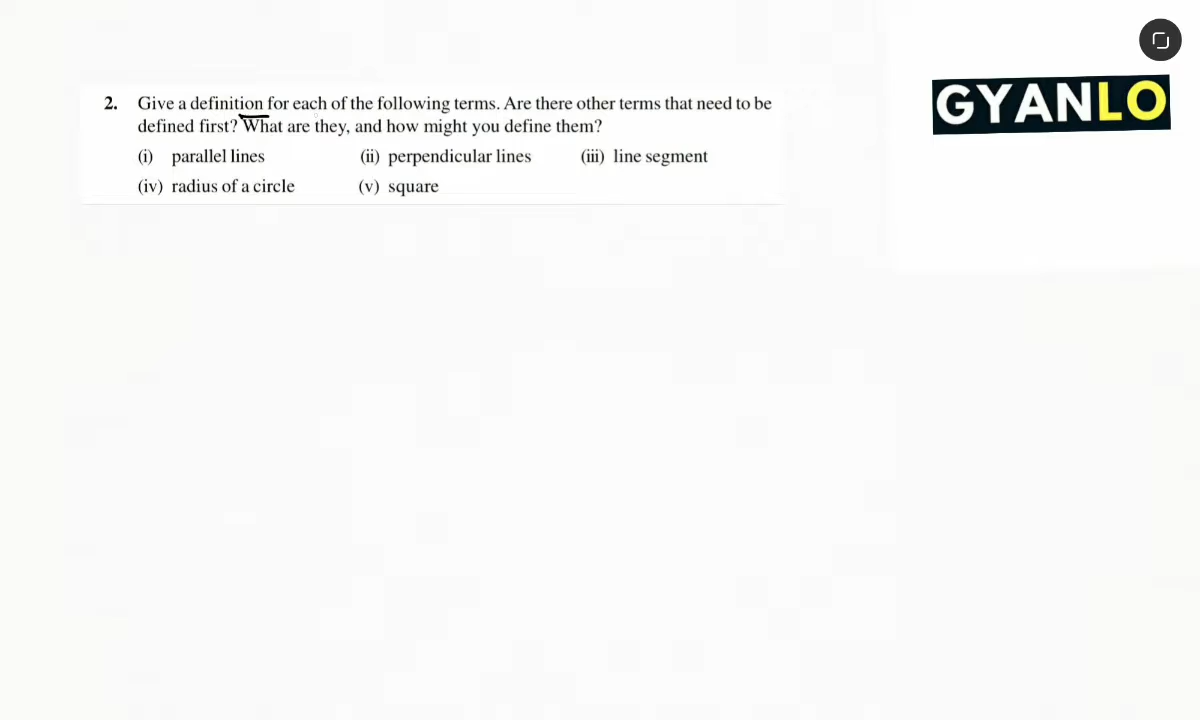 GYANLO
2. Give a definition for each of the following terms. Are there other terms that need to be
defined first? What are they, and how might you define them?
(i) parallel lines (ii) perpendicular lines (iii) line segment
(iv) radius of a circle (v) square